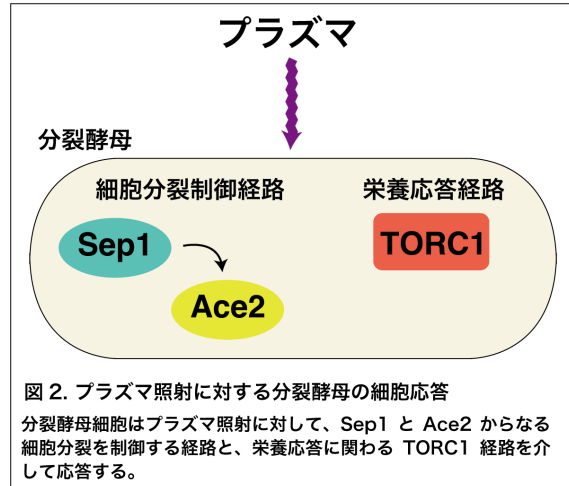 プラズマ
分裂酵母
細胞分裂制御経路
栄養応答経路
Sep1
TORC1
Ace2
図 2. プラズマ照射に対する分裂酵母の細胞応答
分裂酵母細胞はプラズマ照射に対して、Sep1 と Ace2 からなる
細胞分裂を制御する経路と、栄養応答に関わる TORC1 経路を介
して応答する。